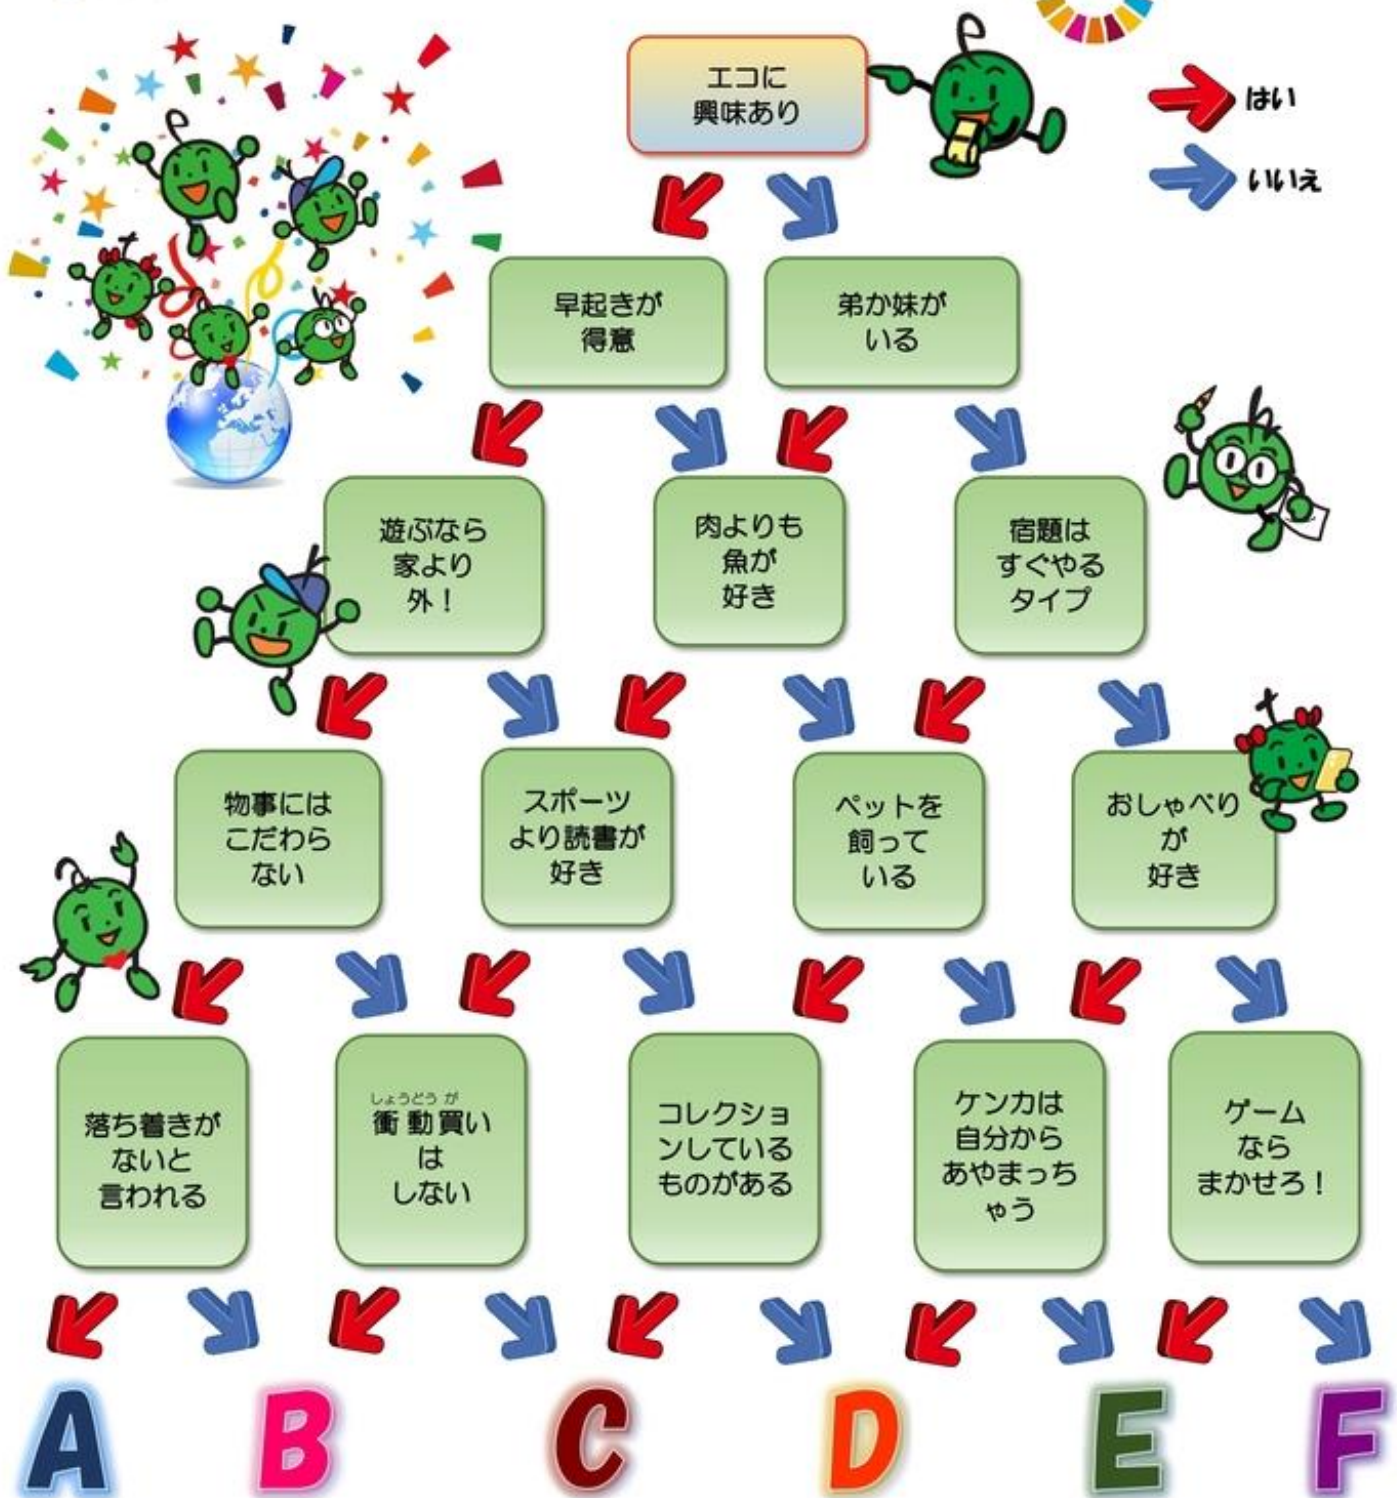 エコに
興味あり
はい
いいえ
早起きが
得意
弟か妹が
いる
遊ぶなら
家より
外！
肉よりも
魚が
好き
宿題は
すぐやる
タイプ
物事には
こだわら
ない
スポーツ
より読書が
好き
ペットを
飼って
いる
おしゃべり
が
好き
落ち着きが
ないと
言われる
しょうどう が
衝動買い
は
しない
コレクショ
ンしている
ものがある
ケンカは
自分から
あやまっち
ゃう
ゲーム
なら
まかせろ！
A B C D E F